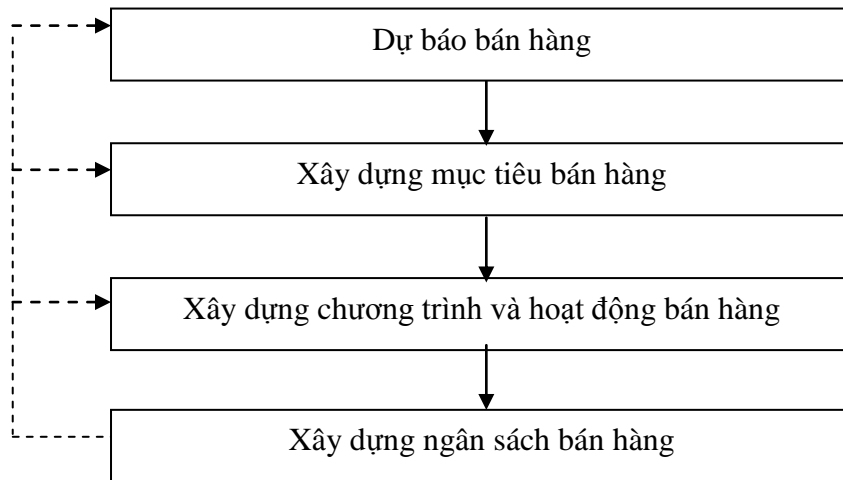 Dự báo bán hàng
Xây dựng mục tiêu bán hàng
Xây dựng chương trình và hoạt động bán hàng
Xây dựng ngân sách bán hàng